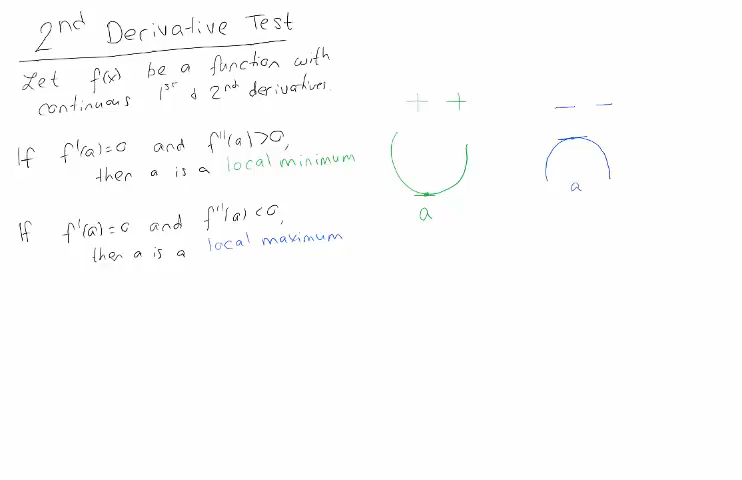 2nd Derivative Test
Let f(x) be a function with
continuous 1st & 2nd derivatives.
If f'(a)=0 and f''(a)>0,
then a is a local minimum
If f'(a)=0 and f''(a)<0,
then a is a local maximum
+ +
a
— —
a